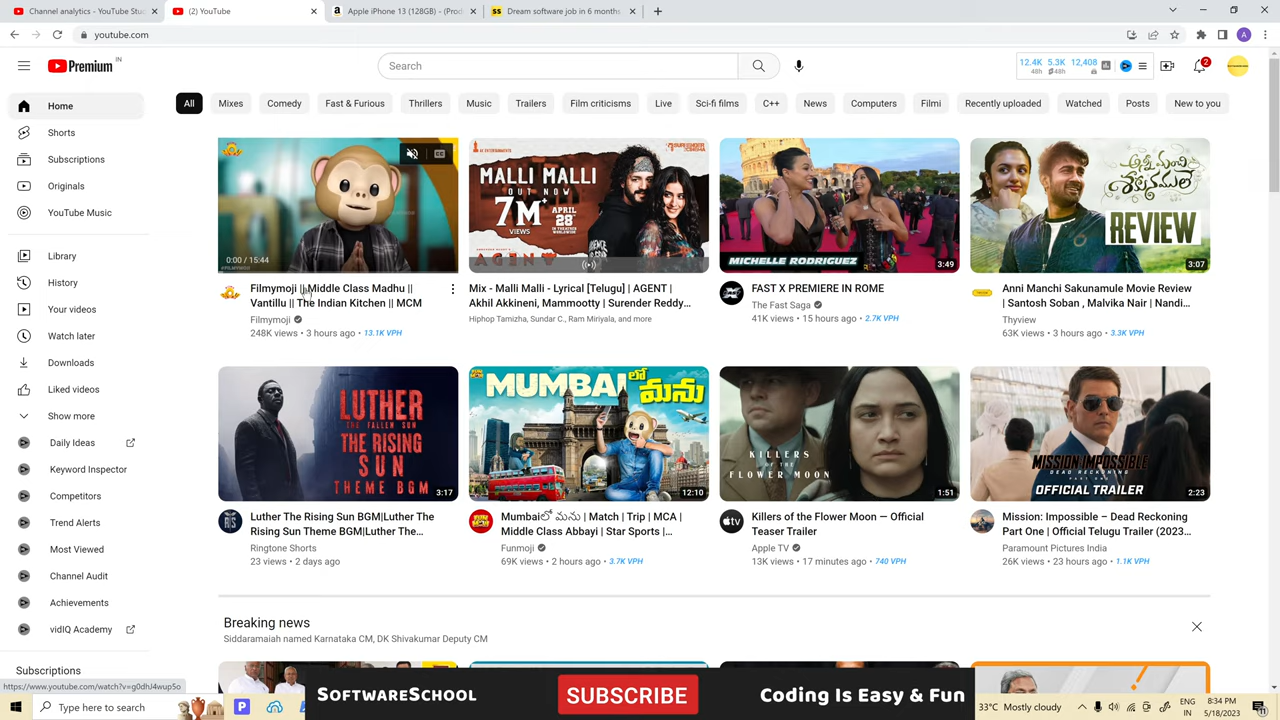 Channel analytics - YouTube Stu
(2) YouTube
Apple iPhone 13 (128GB) - (Prod
Dream software job in 6 months
youtube.com
Premium IN
Search
12.4K 5.3K 12,408
48h 48h
2
A
Home
Shorts
Subscriptions
Originals
YouTube Music
Library
History
Your videos
Watch later
Downloads
Liked videos
Show more
Daily Ideas
Keyword Inspector
Competitors
Trend Alerts
Most Viewed
Channel Audit
Achievements
vidIQ Academy
Subscriptions
All Mixes Comedy Fast & Furious Thrillers Music Trailers Film criticisms Live Sci-fi films C++ News Computers Filmi Recently uploaded Watched Posts New to you
CC
0:00 / 15:44
Filmymoji || Middle Class Madhu ||
Vantillu || The Indian Kitchen || MCM
Filmymoji
248K views • 3 hours ago • 13.1K VPH
MALLI MALLI
OUT NOW
7M+
VIEWS
APRIL
28
IN THEATRES
WORLDWIDE
AGENT
Mix - Malli Malli - Lyrical [Telugu] | AGENT |
Akhil Akkineni, Mammootty | Surender Reddy...
Hiphop Tamizha, Sundar C., Ram Miriyala, and more
MICHELLE RODRIGUEZ
3:49
FAST X PREMIERE IN ROME
The Fast Saga
41K views • 15 hours ago • 2.7K VPH
అన్నీ మంచి
శకునములే
REVIEW
3:07
Anni Manchi Sakunamule Movie Review
| Santosh Soban , Malvika Nair | Nandi...
Thyview
63K views • 3 hours ago • 3.3K VPH
LUTHER
THE FALLEN SUN
THE RISING
SUN
THEME BGM
3:17
Luther The Rising Sun BGM|Luther The
Rising Sun Theme BGM|Luther The...
Ringtone Shorts
23 views • 2 days ago
MUMBAIలో
మను
12:10
Mumbaiలో మను | Match | Trip | MCA |
Middle Class Abbayi | Star Sports |...
Funmoji
69K views • 2 hours ago • 3.7K VPH
KILLERS
OF THE
FLOWER MOON
1:51
tv
Killers of the Flower Moon — Official
Teaser Trailer
Apple TV
13K views • 17 minutes ago • 740 VPH
MISSION: IMPOSSIBLE
DEAD RECKONING
OFFICIAL TRAILER
2:23
Mission: Impossible – Dead Reckoning
Part One | Official Telugu Trailer (2023...
Paramount Pictures India
26K views • 23 hours ago • 1.1K VPH
Breaking news
Siddaramaiah named Karnataka CM, DK Shivakumar Deputy CM
https://www.youtube.com/watch?v=g0dhJ4wup5o
Type here to search
SOFTWARESCHOOL
SUBSCRIBE
Coding Is Easy & Fun
33°C Mostly cloudy
ENG
IN
8:34 PM
5/18/2023